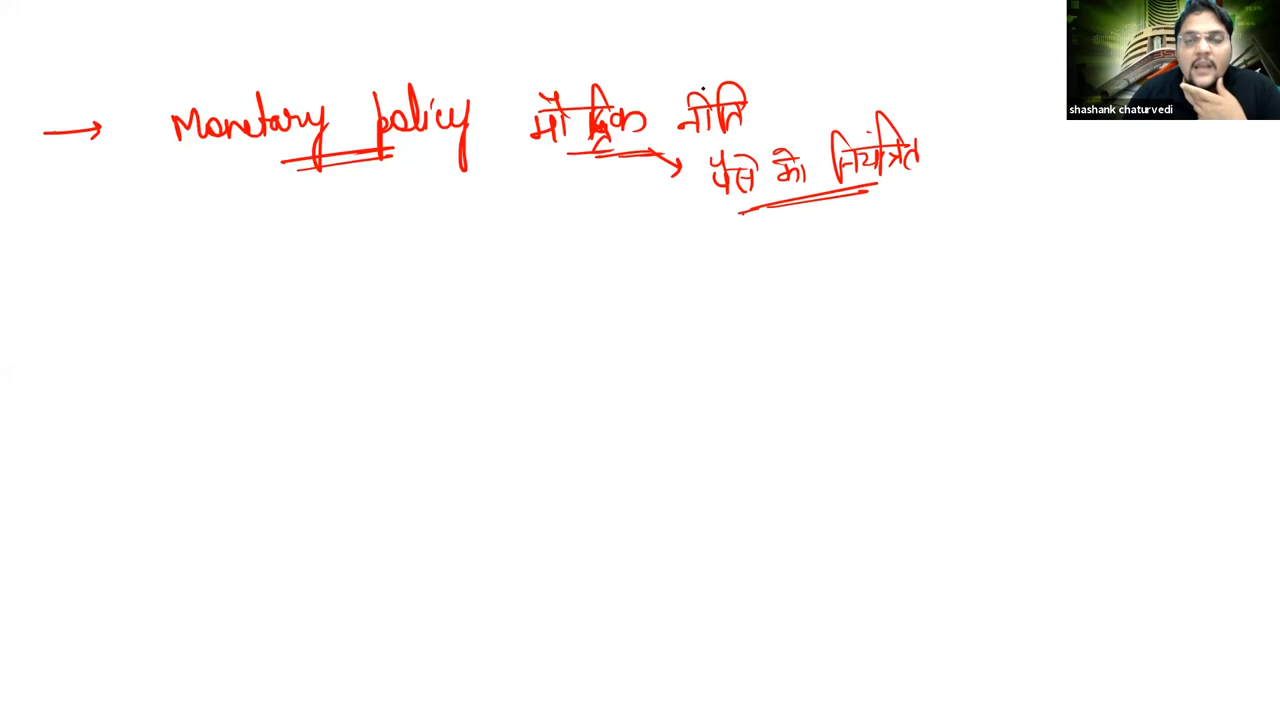 → Monetary policy मौद्रिक नीति
→ पैसे को नियंत्रित
shashank chaturvedi